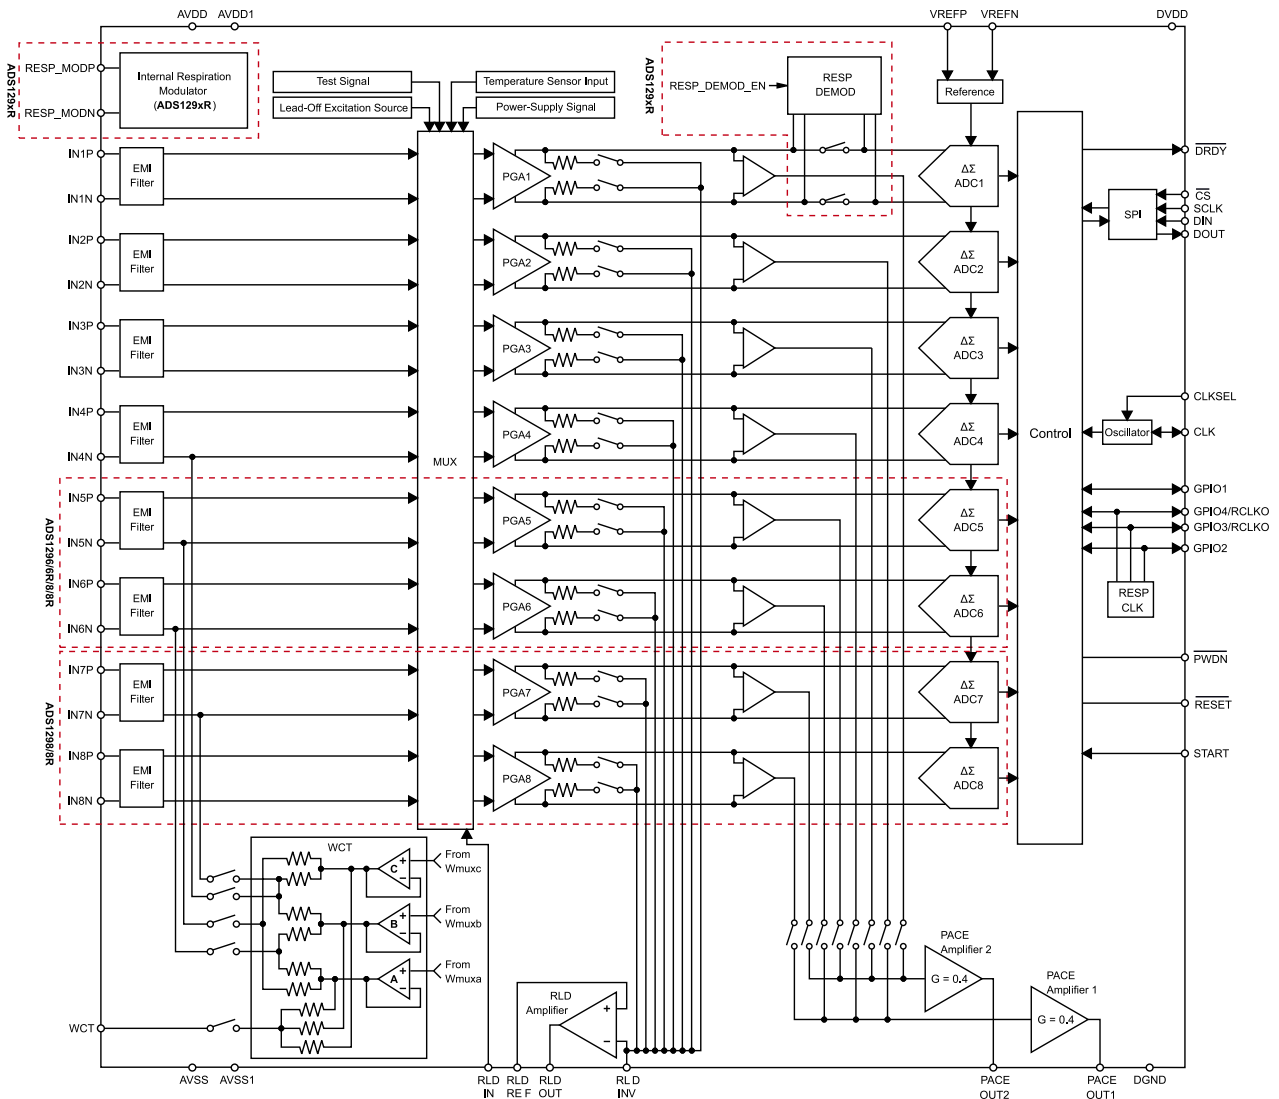 AVDD AVDD1 VREFP VREFN DVDD
ADS129xR
RESP_MODP
RESP_MODN
Internal Respiration
Modulator
(ADS129xR)
Test Signal
Lead-Off Excitation Source
Temperature Sensor Input
Power-Supply Signal
ADS129xR
RESP_DEMOD_EN
RESP
DEMOD
Reference
IN1P
IN1N
EMI
Filter
PGA1
ΔΣ
ADC1
IN2P
IN2N
EMI
Filter
PGA2
ΔΣ
ADC2
IN3P
IN3N
EMI
Filter
PGA3
ΔΣ
ADC3
IN4P
IN4N
EMI
Filter
PGA4
ΔΣ
ADC4
MUX
Control
ADS1296/6R/8/8R
IN5P
IN5N
EMI
Filter
PGA5
ΔΣ
ADC5
IN6P
IN6N
EMI
Filter
PGA6
ΔΣ
ADC6
ADS1298/8R
IN7P
IN7N
EMI
Filter
PGA7
ΔΣ
ADC7
IN8P
IN8N
EMI
Filter
PGA8
ΔΣ
ADC8
DRDY
SPI
CS
SCLK
DIN
DOUT
CLKSEL
Oscillator
CLK
GPIO1
GPIO4/RCLKO
GPIO3/RCLKO
GPIO2
RESP
CLK
PWDN
RESET
START
WCT
C
+
−
From
Wmuxc
B
+
−
From
Wmuxb
A
+
−
From
Wmuxa
WCT
RLD
Amplifier
+
−
PACE
Amplifier 2
G = 0.4
PACE
Amplifier 1
G = 0.4
AVSS AVSS1
RLD
IN
RLD
REF
RLD
OUT
RLD
INV
PACE
OUT2
PACE
OUT1
DGND